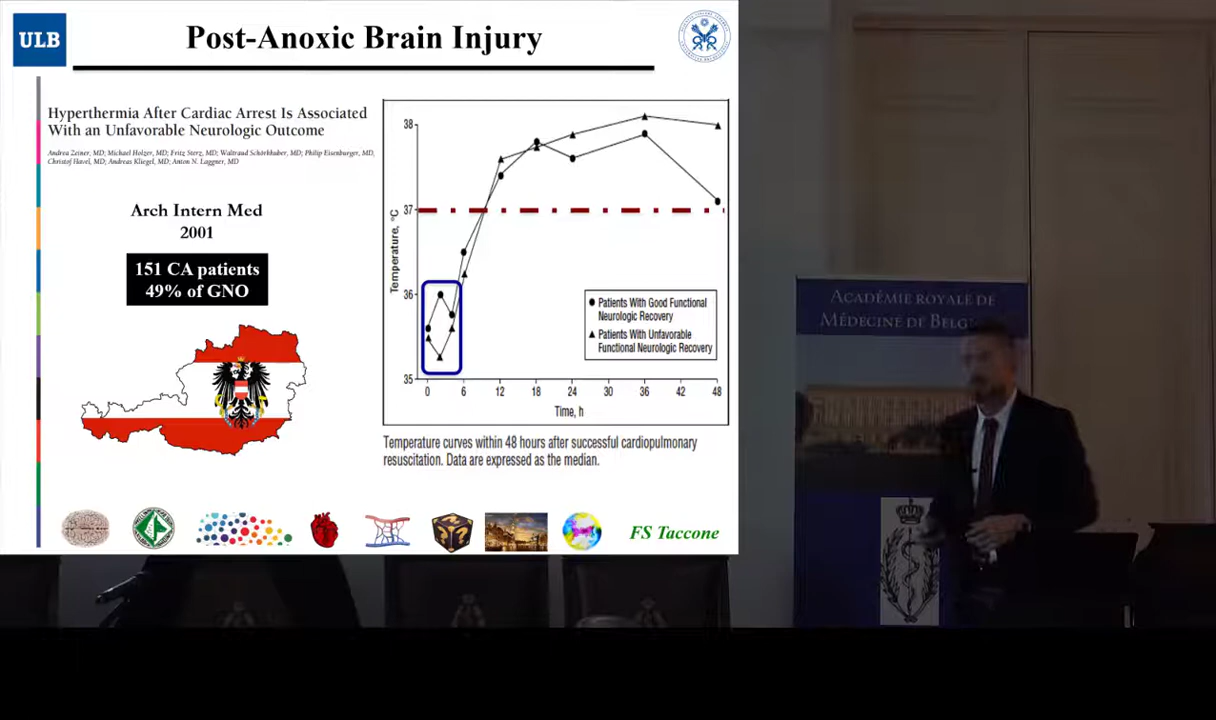 ULB
Post-Anoxic Brain Injury
Hyperthermia After Cardiac Arrest Is Associated
With an Unfavorable Neurologic Outcome
Andrea Zeiner, MD; Michael Holzer, MD; Fritz Sterz, MD; Waltraud Schörkhuber, MD; Philip Eisenburger, MD;
Christof Havel, MD; Andreas Kliegel, MD; Anton N. Laggner, MD
Arch Intern Med
2001
151 CA patients
49% of GNO
38
37
36
35
Temperature, °C
Patients With Good Functional
Neurologic Recovery
Patients With Unfavorable
Functional Neurologic Recovery
0 6 12 18 24 30 36 42 48
Time, h
Temperature curves within 48 hours after successful cardiopulmonary
resuscitation. Data are expressed as the median.
FS Taccone
ACADÉMIE ROYALE DE
MÉDECINE DE